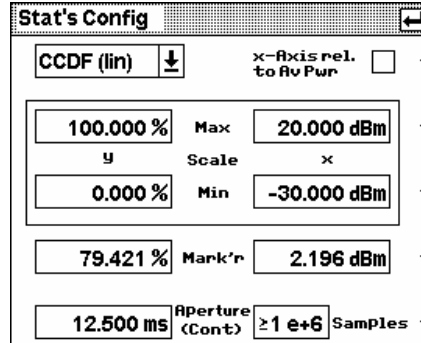 Stat's Config
CCDF (lin) x-Axis rel. to Av Pwr
100.000 % Max 20.000 dBm
y Scale x
0.000 % Min -30.000 dBm
79.421 % Mark'r 2.196 dBm
12.500 ms Aperture (Cont) ≥1 e+6 Samples